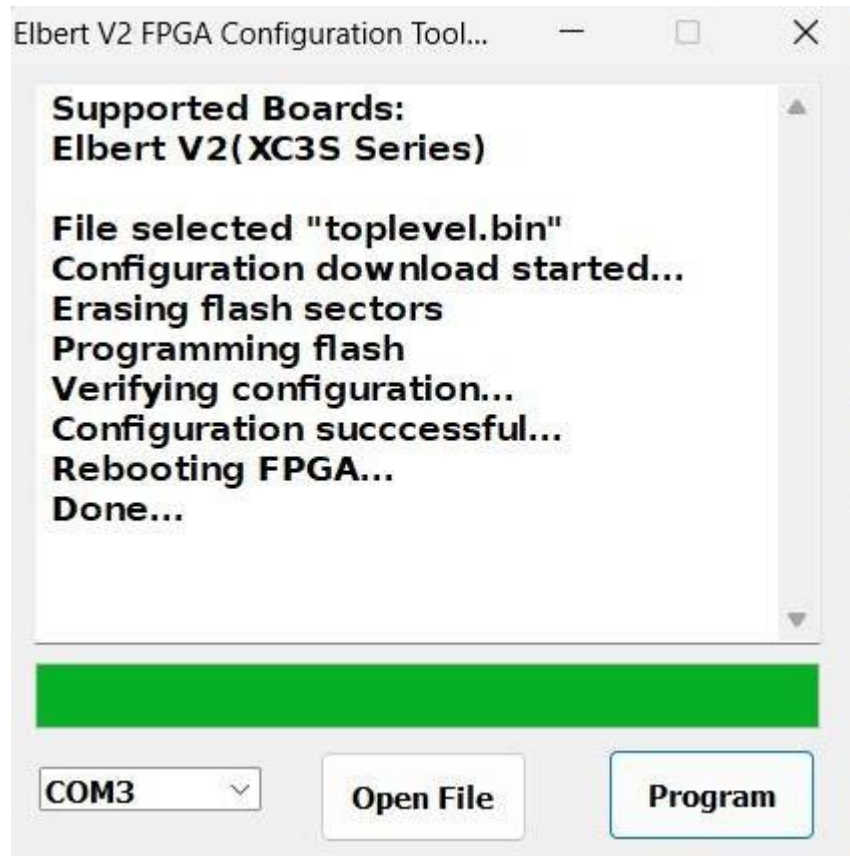 Elbert V2 FPGA Configuration Tool...
Supported Boards:
Elbert V2(XC3S Series)
File selected "toplevel.bin"
Configuration download started...
Erasing flash sectors
Programming flash
Verifying configuration...
Configuration succcessful...
Rebooting FPGA...
Done...
COM3
Open File
Program